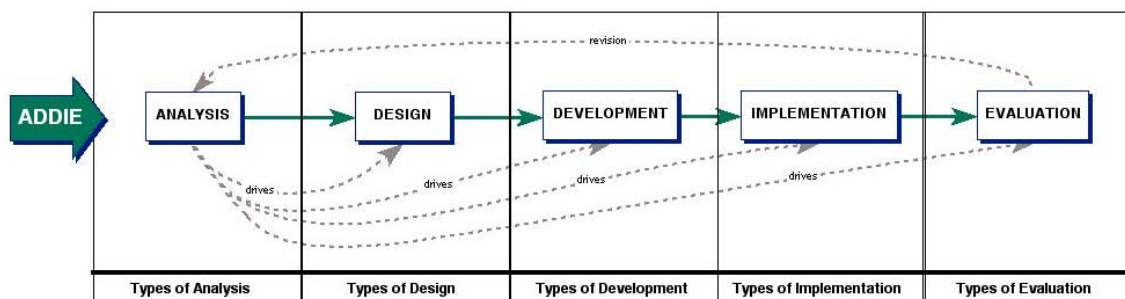 revision
ADDIE
ANALYSIS
DESIGN
DEVELOPMENT
IMPLEMENTATION
EVALUATION
drives
drives
drives
drives
Types of Analysis
Types of Design
Types of Development
Types of Implementation
Types of Evaluation